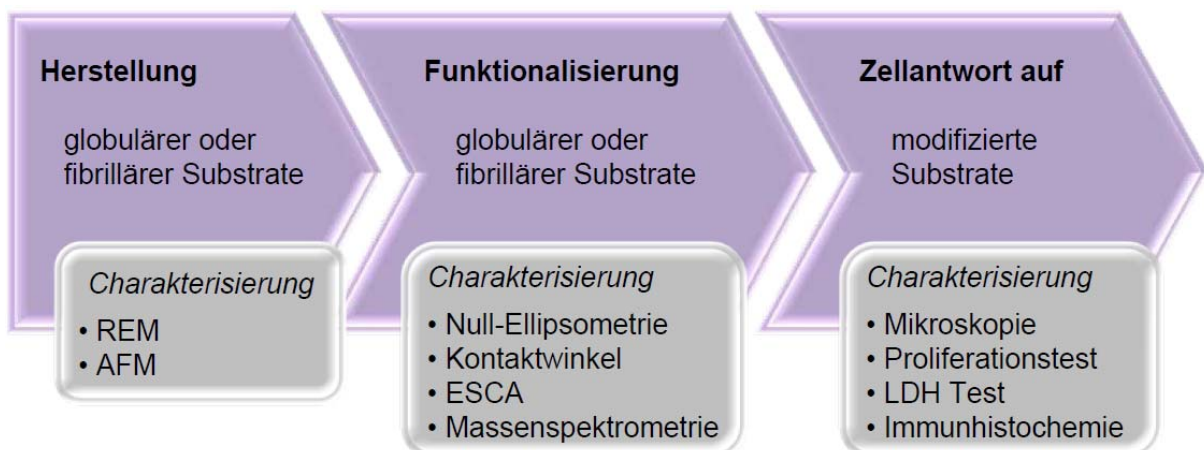 Herstellung
globulärer oder
fibrillärer Substrate
Charakterisierung
• REM
• AFM
Funktionalisierung
globulärer oder
fibrillärer Substrate
Charakterisierung
• Null-Ellipsometrie
• Kontaktwinkel
• ESCA
• Massenspektrometrie
Zellantwort auf
modifizierte
Substrate
Charakterisierung
• Mikroskopie
• Proliferationstest
• LDH Test
• Immunhistochemie